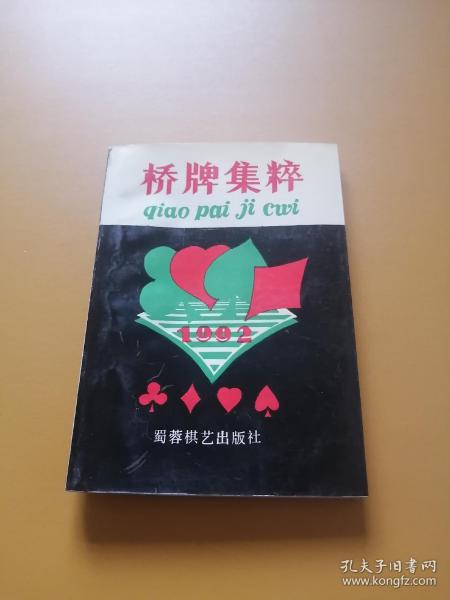 桥牌集粹
qiao pai ji cui
1992
蜀蓉棋艺出版社
孔夫子旧书网
www.kongfz.com